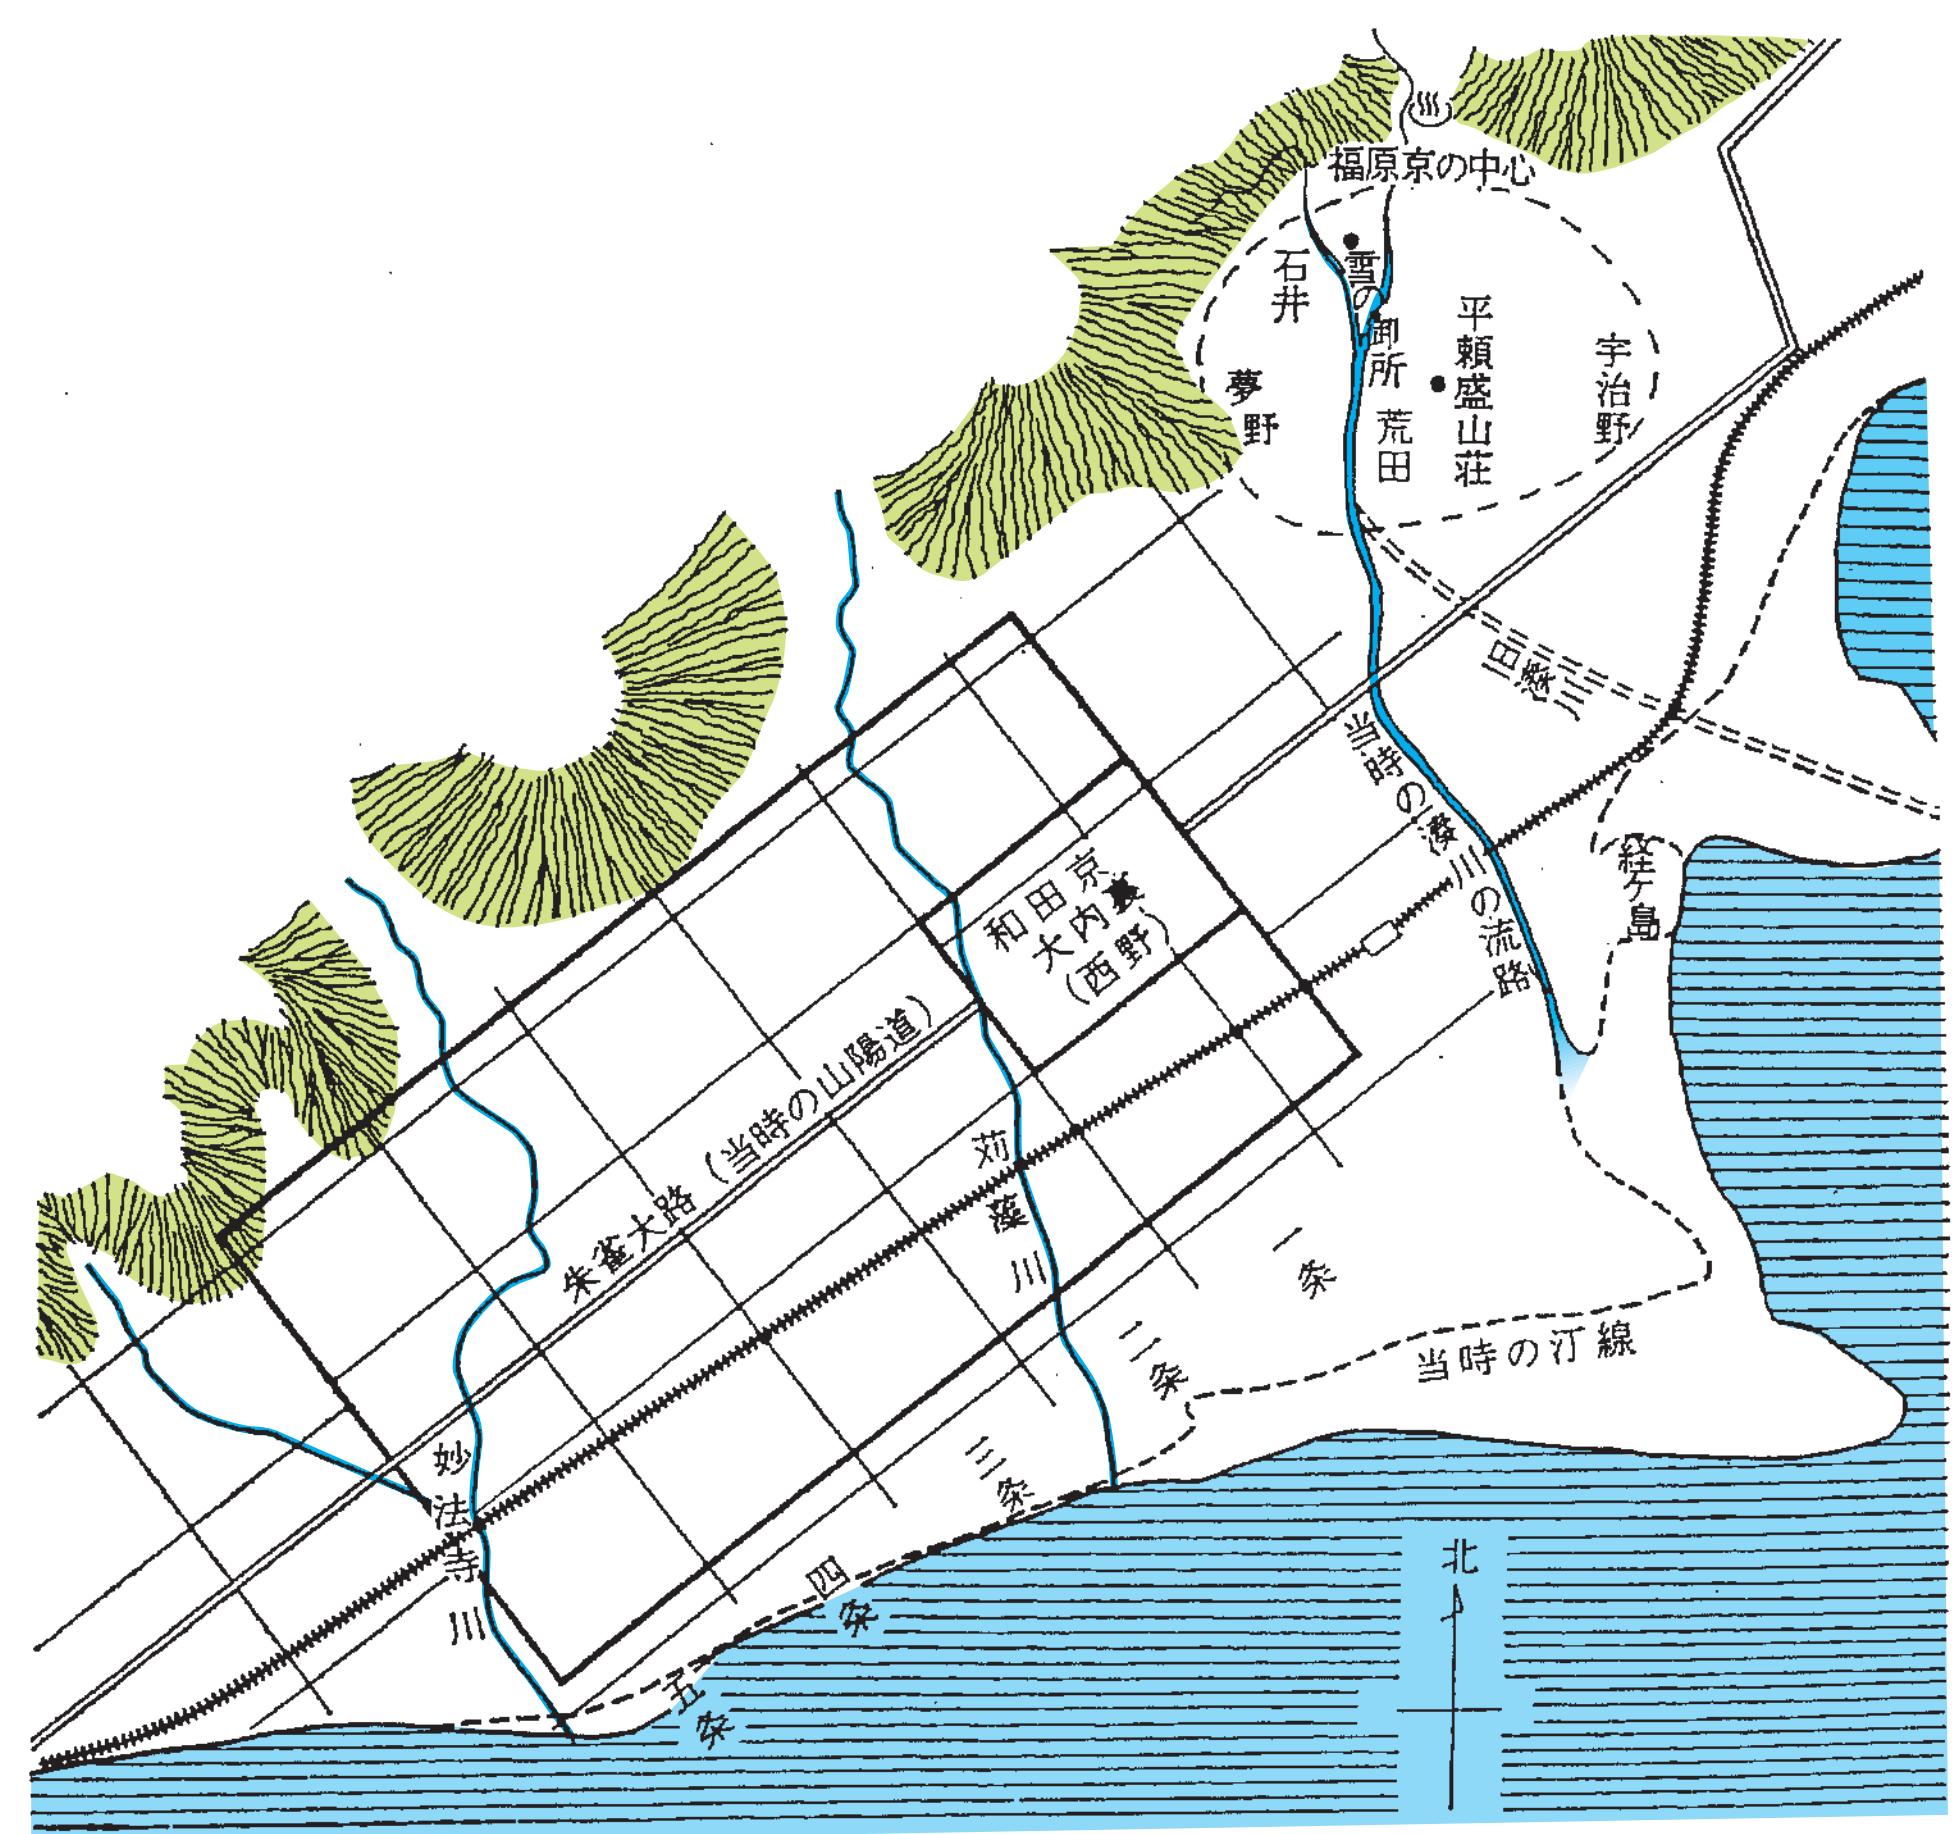 福原京の中心
石井
雪の御所
平頼盛山荘
宇治野
夢野
荒田
旧湊川
当時の湊川の流路
経ケ島
和田京
大内裏
(西野)
朱雀大路(当時の山陽道)
苅藻川
妙法寺川
一条
二条
三条
四条
五条
当時の汀線
北